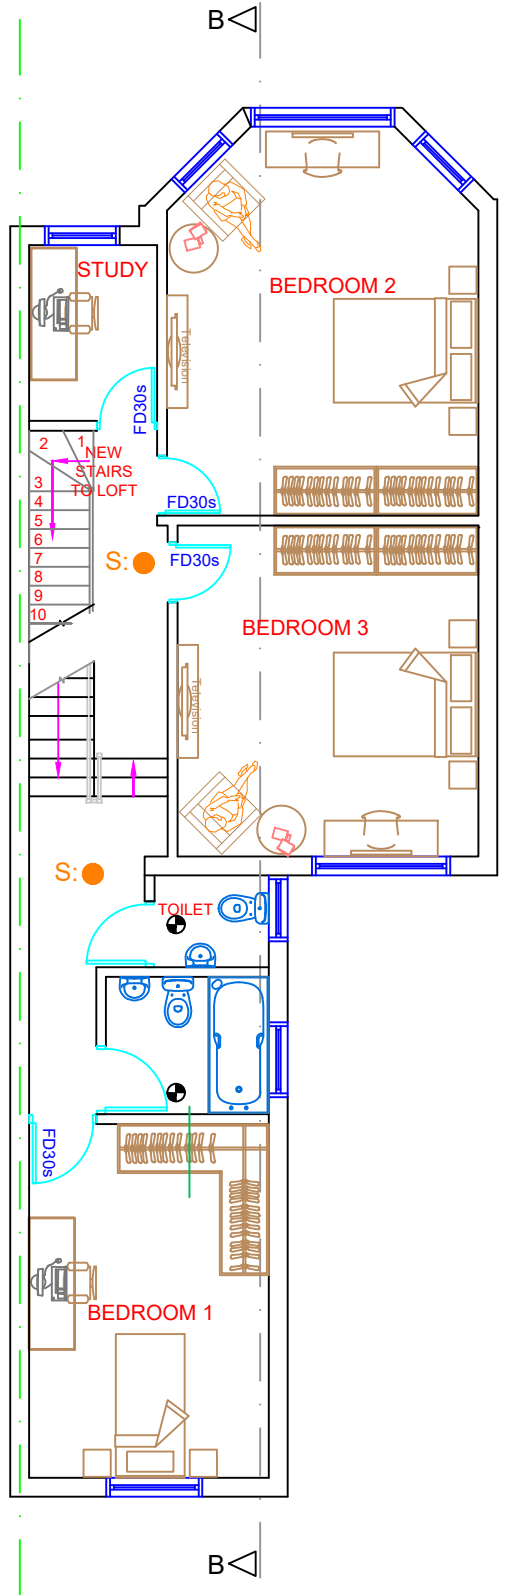 B
STUDY
BEDROOM 2
Television
FD30s
2
1
NEW
STAIRS
TO LOFT
3
4
5
6
7
8
9
10
FD30s
FD30s
S:
BEDROOM 3
Television
S:
TOILET
FD30s
BEDROOM 1
B